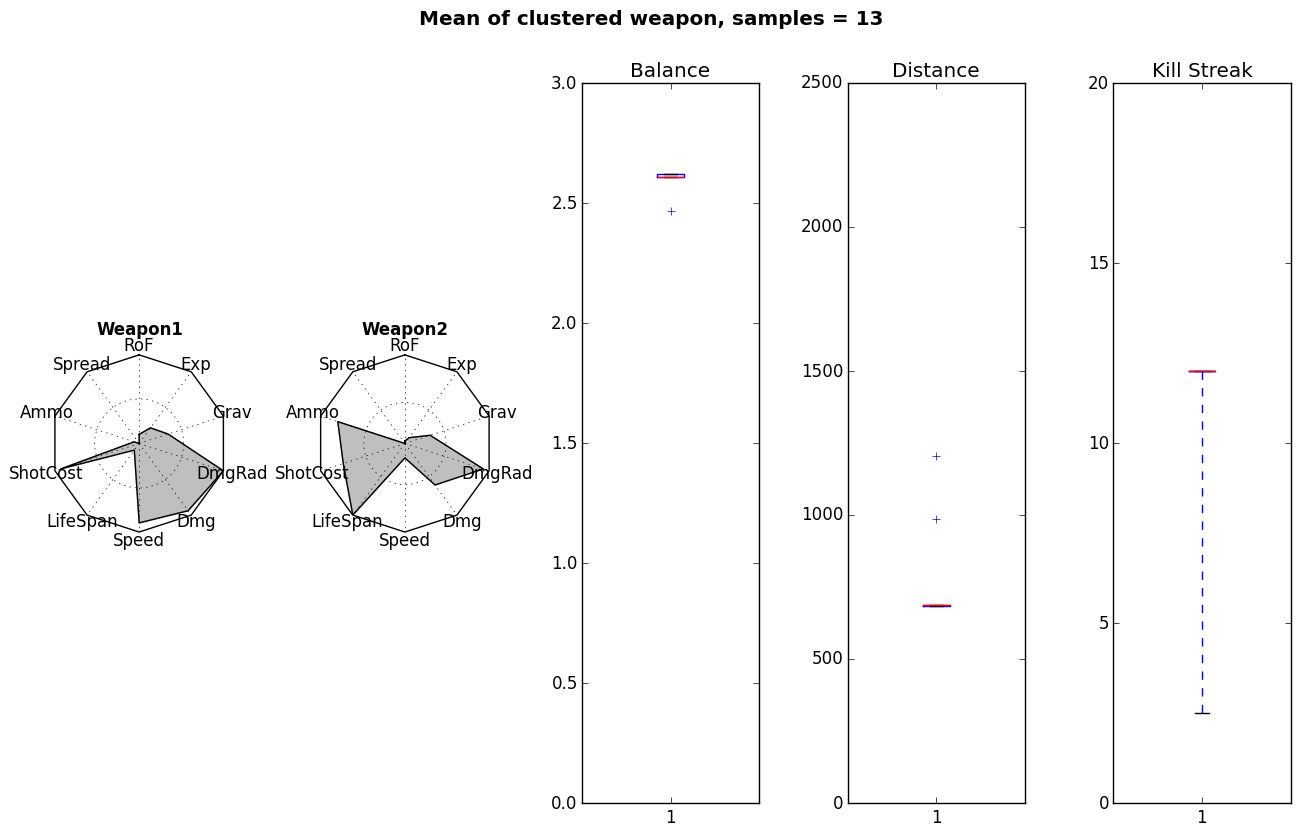 Mean of clustered weapon, samples = 13
Weapon1
RoF
Spread
Exp
Ammo
Grav
ShotCost
DmgRad
LifeSpan
Dmg
Speed
Weapon2
RoF
Spread
Exp
Ammo
Grav
ShotCost
DmgRad
LifeSpan
Dmg
Speed
Balance
3.0
2.5
2.0
1.5
1.0
0.5
0.0
1
Distance
2500
2000
1500
1000
500
0
1
Kill Streak
20
15
10
5
0
1